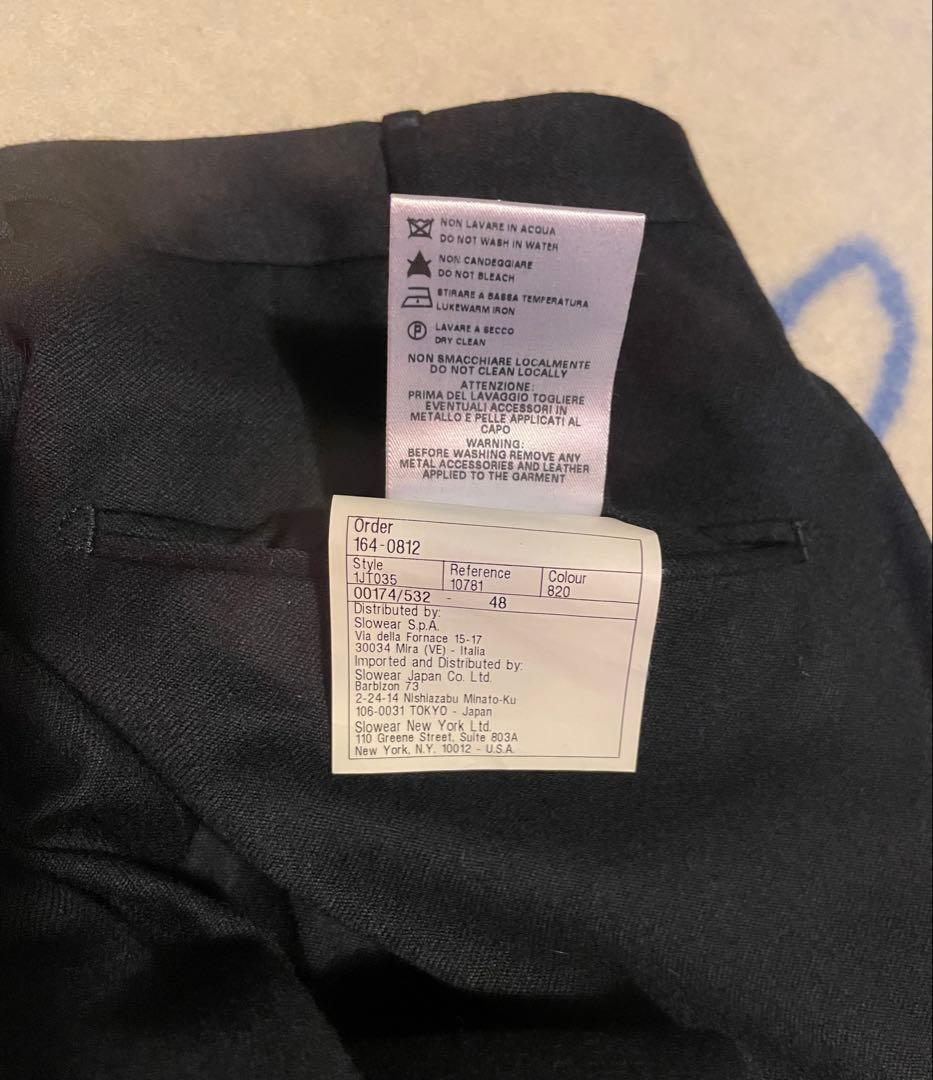 NON LAVARE IN ACQUA
DO NOT WASH IN WATER
NON CANDEGGIARE
DO NOT BLEACH
STIRARE A BASSA TEMPERATURA
LUKEWARM IRON
P
LAVARE A SECCO
DRY CLEAN
NON SMACCHIARE LOCALMENTE
DO NOT CLEAN LOCALLY
ATTENZIONE:
PRIMA DEL LAVAGGIO TOGLIERE
EVENTUALI ACCESSORI IN
METALLO E PELLE APPLICATI AL
CAPO
WARNING:
BEFORE WASHING REMOVE ANY
METAL ACCESSORIES AND LEATHER
APPLIED TO THE GARMENT
Order
164-0812
Style Reference Colour
1JT035 10781 820
00174/532 - 48
Distributed by:
Slowear S.p.A.
Via della Fornace 15-17
30034 Mira (VE) - Italia
Imported and Distributed by:
Slowear Japan Co. Ltd.
Barbizon 73
2-24-14 Nishiazabu Minato-Ku
106-0031 TOKYO - Japan
Slowear New York Ltd.
110 Greene Street, Suite 803A
New York, N.Y. 10012 - U.S.A.